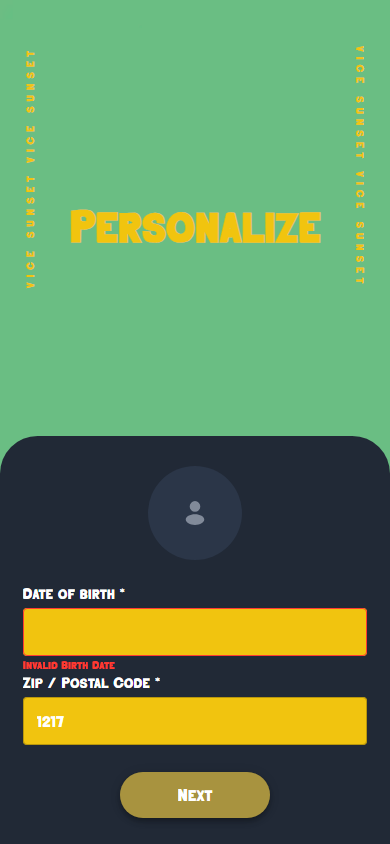 VICE SUNSET VICE SUNSET
VICE SUNSET VICE SUNSET
Personalize
Date of birth *
Invalid Birth Date
Zip / Postal Code *
1217
Next